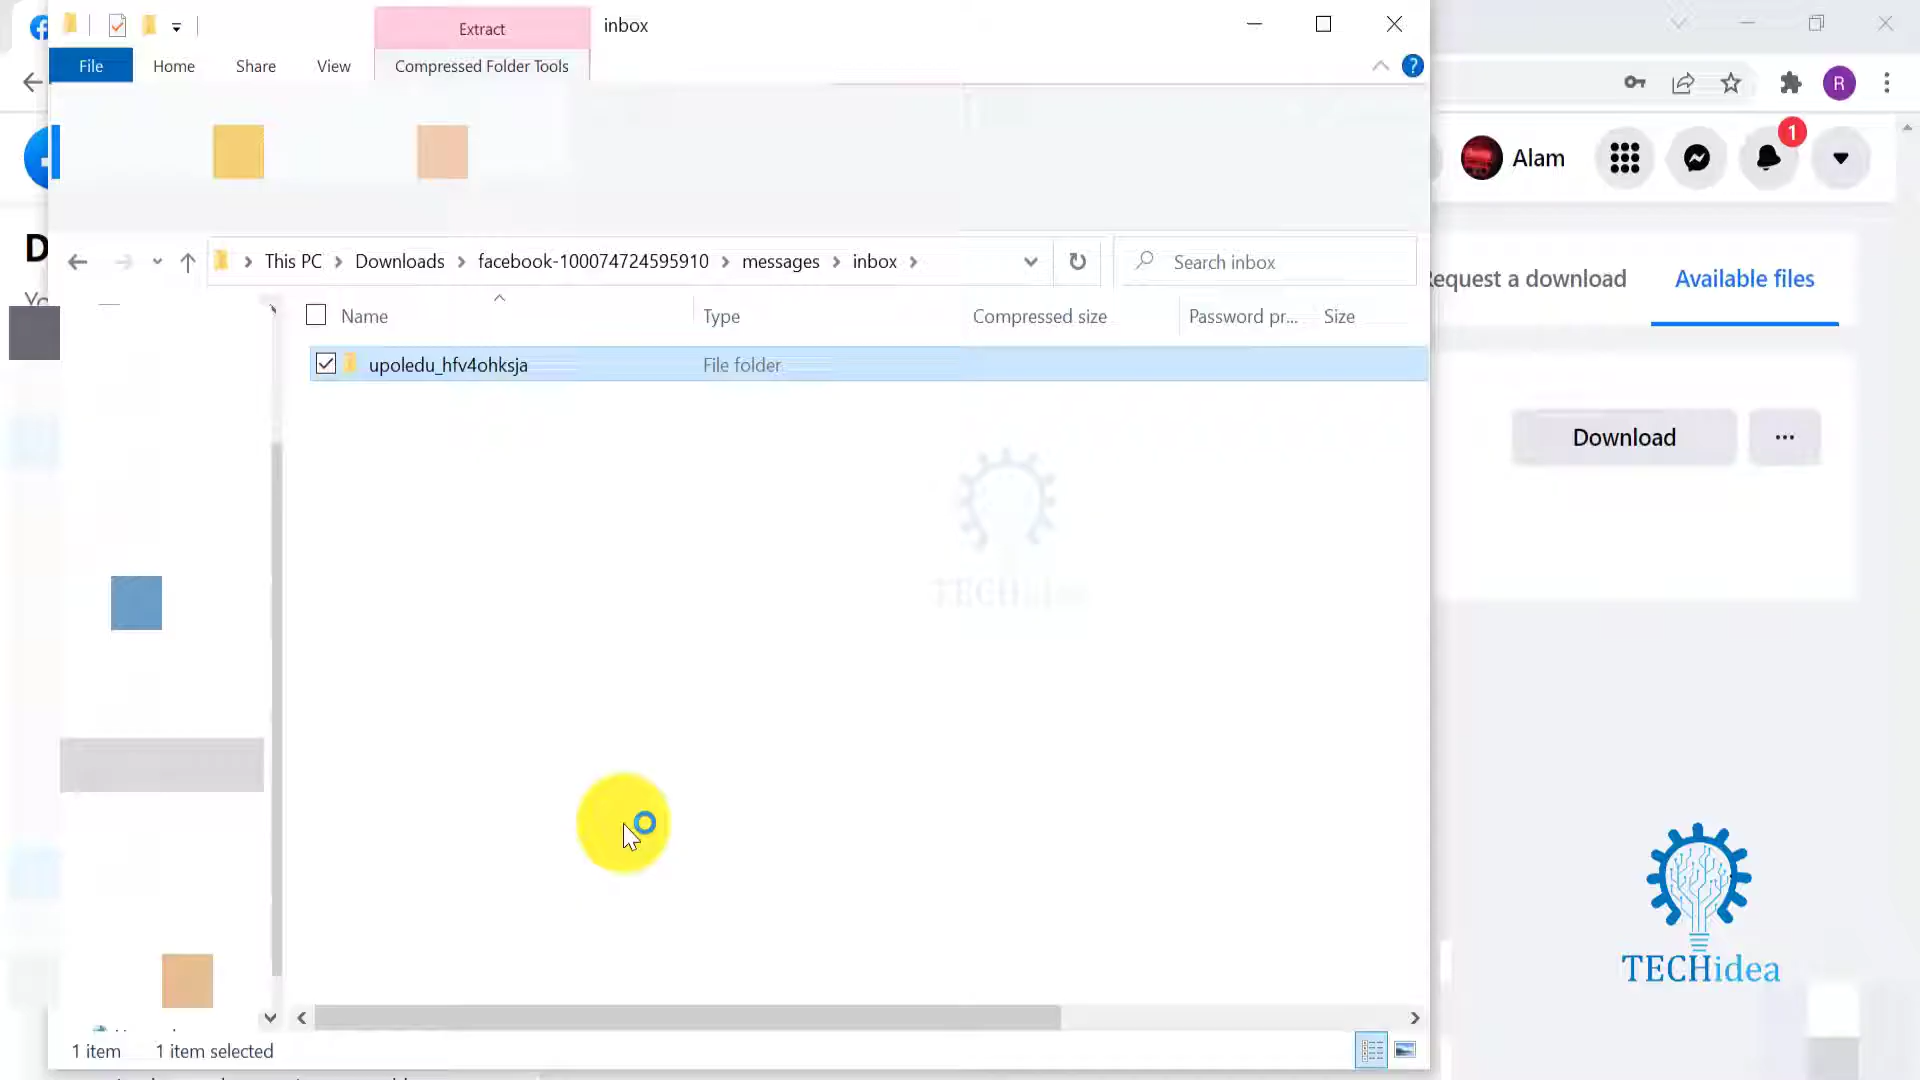 Extract
inbox
File
Home
Share
View
Compressed Folder Tools
?
R
1
Alam
This PC
Downloads
facebook-100074724595910
messages
inbox
Search inbox
equest a download
Available files
Name
Type
Compressed size
Password pr...
Size
upoledu_hfv4ohksja
File folder
Download
...
TECHidea
TECHidea
1 item
1 item selected